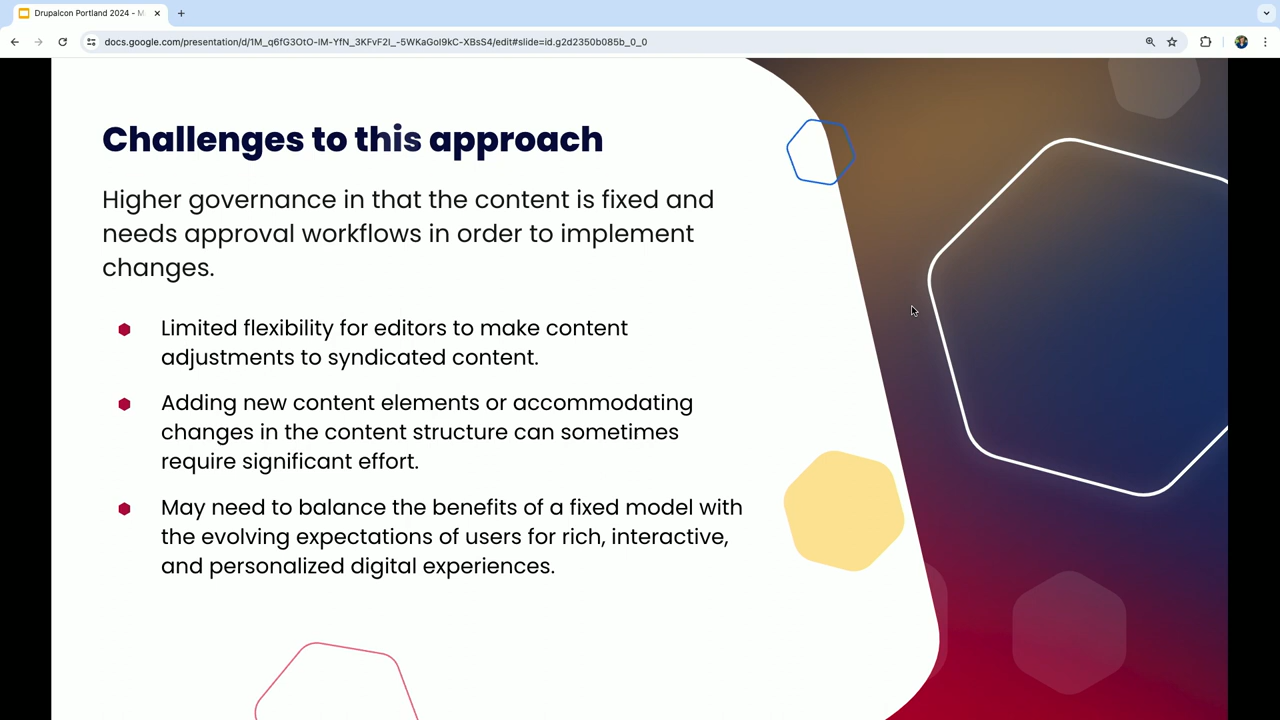 Drupalcon Portland 2024 - M
docs.google.com/presentation/d/1M_q6fG3OtO-lM-YfN_3KFvF2I_-5WKaGol9kC-XBsS4/edit#slide=id.g2d2350b085b_0_0
Challenges to this approach
Higher governance in that the content is fixed and
needs approval workflows in order to implement
changes.
Limited flexibility for editors to make content
adjustments to syndicated content.
Adding new content elements or accommodating
changes in the content structure can sometimes
require significant effort.
May need to balance the benefits of a fixed model with
the evolving expectations of users for rich, interactive,
and personalized digital experiences.